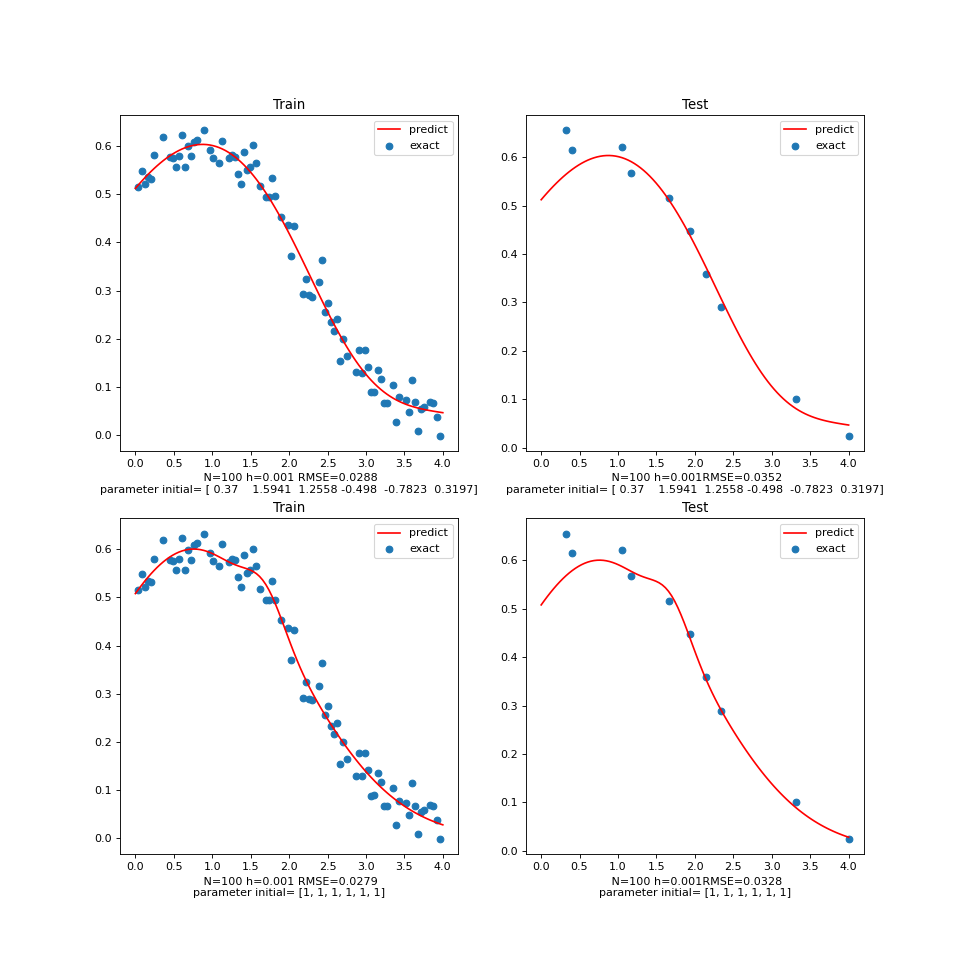 Train
predict
exact
0.6
0.5
0.4
0.3
0.2
0.1
0.0
0.0 0.5 1.0 1.5 2.0 2.5 3.0 3.5 4.0
N=100 h=0.001 RMSE=0.0288
parameter initial= [ 0.37 1.5941 1.2558 -0.498 -0.7823 0.3197]
Test
predict
exact
0.6
0.5
0.4
0.3
0.2
0.1
0.0
0.0 0.5 1.0 1.5 2.0 2.5 3.0 3.5 4.0
N=100 h=0.001RMSE=0.0352
parameter initial= [ 0.37 1.5941 1.2558 -0.498 -0.7823 0.3197]
Train
predict
exact
0.6
0.5
0.4
0.3
0.2
0.1
0.0
0.0 0.5 1.0 1.5 2.0 2.5 3.0 3.5 4.0
N=100 h=0.001 RMSE=0.0279
parameter initial= [1, 1, 1, 1, 1, 1]
Test
predict
exact
0.6
0.5
0.4
0.3
0.2
0.1
0.0
0.0 0.5 1.0 1.5 2.0 2.5 3.0 3.5 4.0
N=100 h=0.001RMSE=0.0328
parameter initial= [1, 1, 1, 1, 1, 1]